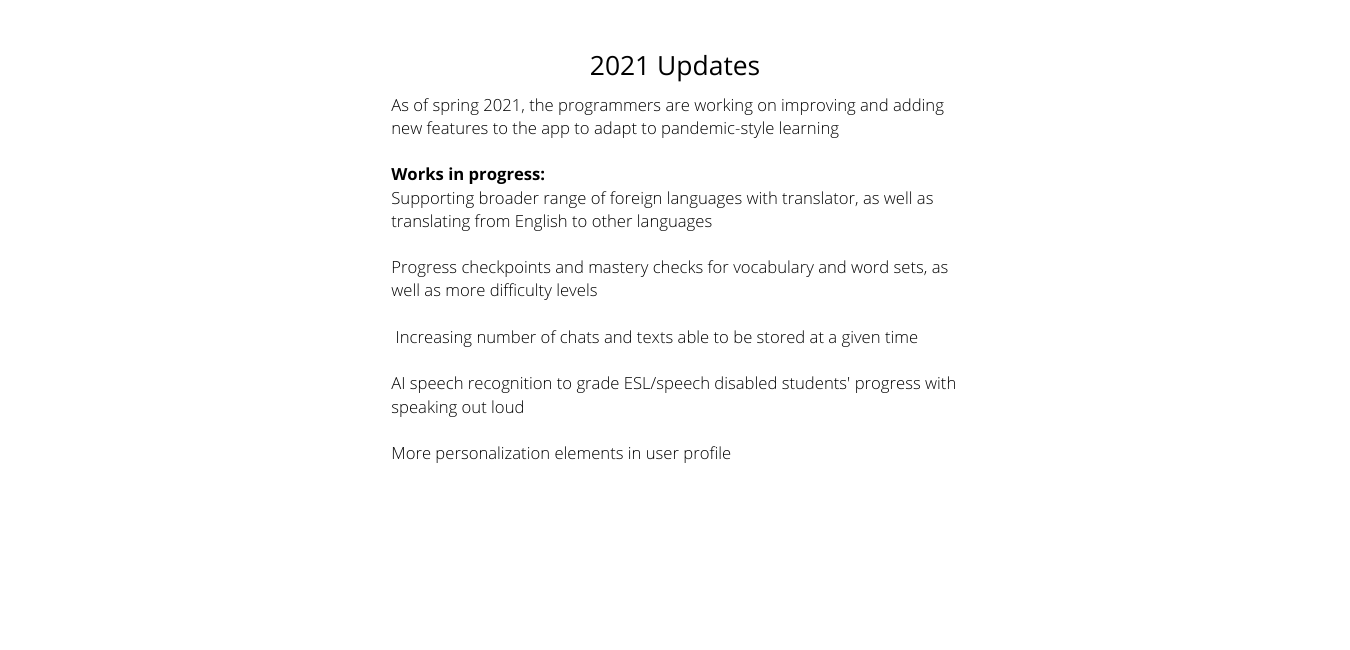 2021 Updates
As of spring 2021, the programmers are working on improving and adding
new features to the app to adapt to pandemic-style learning
Works in progress:
Supporting broader range of foreign languages with translator, as well as
translating from English to other languages
Progress checkpoints and mastery checks for vocabulary and word sets, as
well as more difficulty levels
Increasing number of chats and texts able to be stored at a given time
AI speech recognition to grade ESL/speech disabled students' progress with
speaking out loud
More personalization elements in user profile